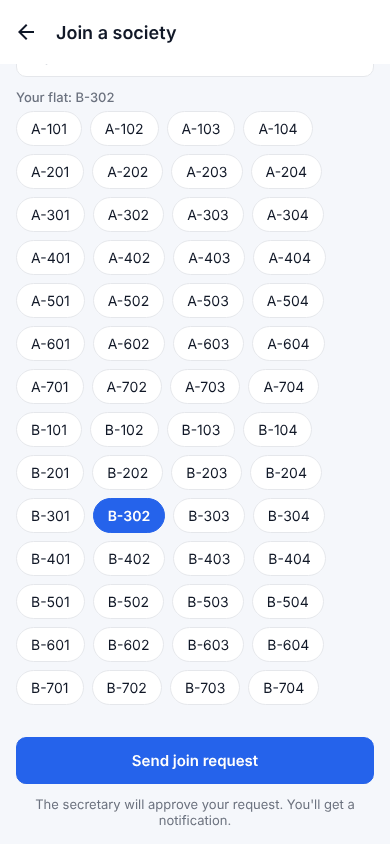 Join a society
Your flat: B-302
A-101 A-102 A-103 A-104
A-201 A-202 A-203 A-204
A-301 A-302 A-303 A-304
A-401 A-402 A-403 A-404
A-501 A-502 A-503 A-504
A-601 A-602 A-603 A-604
A-701 A-702 A-703 A-704
B-101 B-102 B-103 B-104
B-201 B-202 B-203 B-204
B-301 B-302 B-303 B-304
B-401 B-402 B-403 B-404
B-501 B-502 B-503 B-504
B-601 B-602 B-603 B-604
B-701 B-702 B-703 B-704
Send join request
The secretary will approve your request. You'll get a
notification.